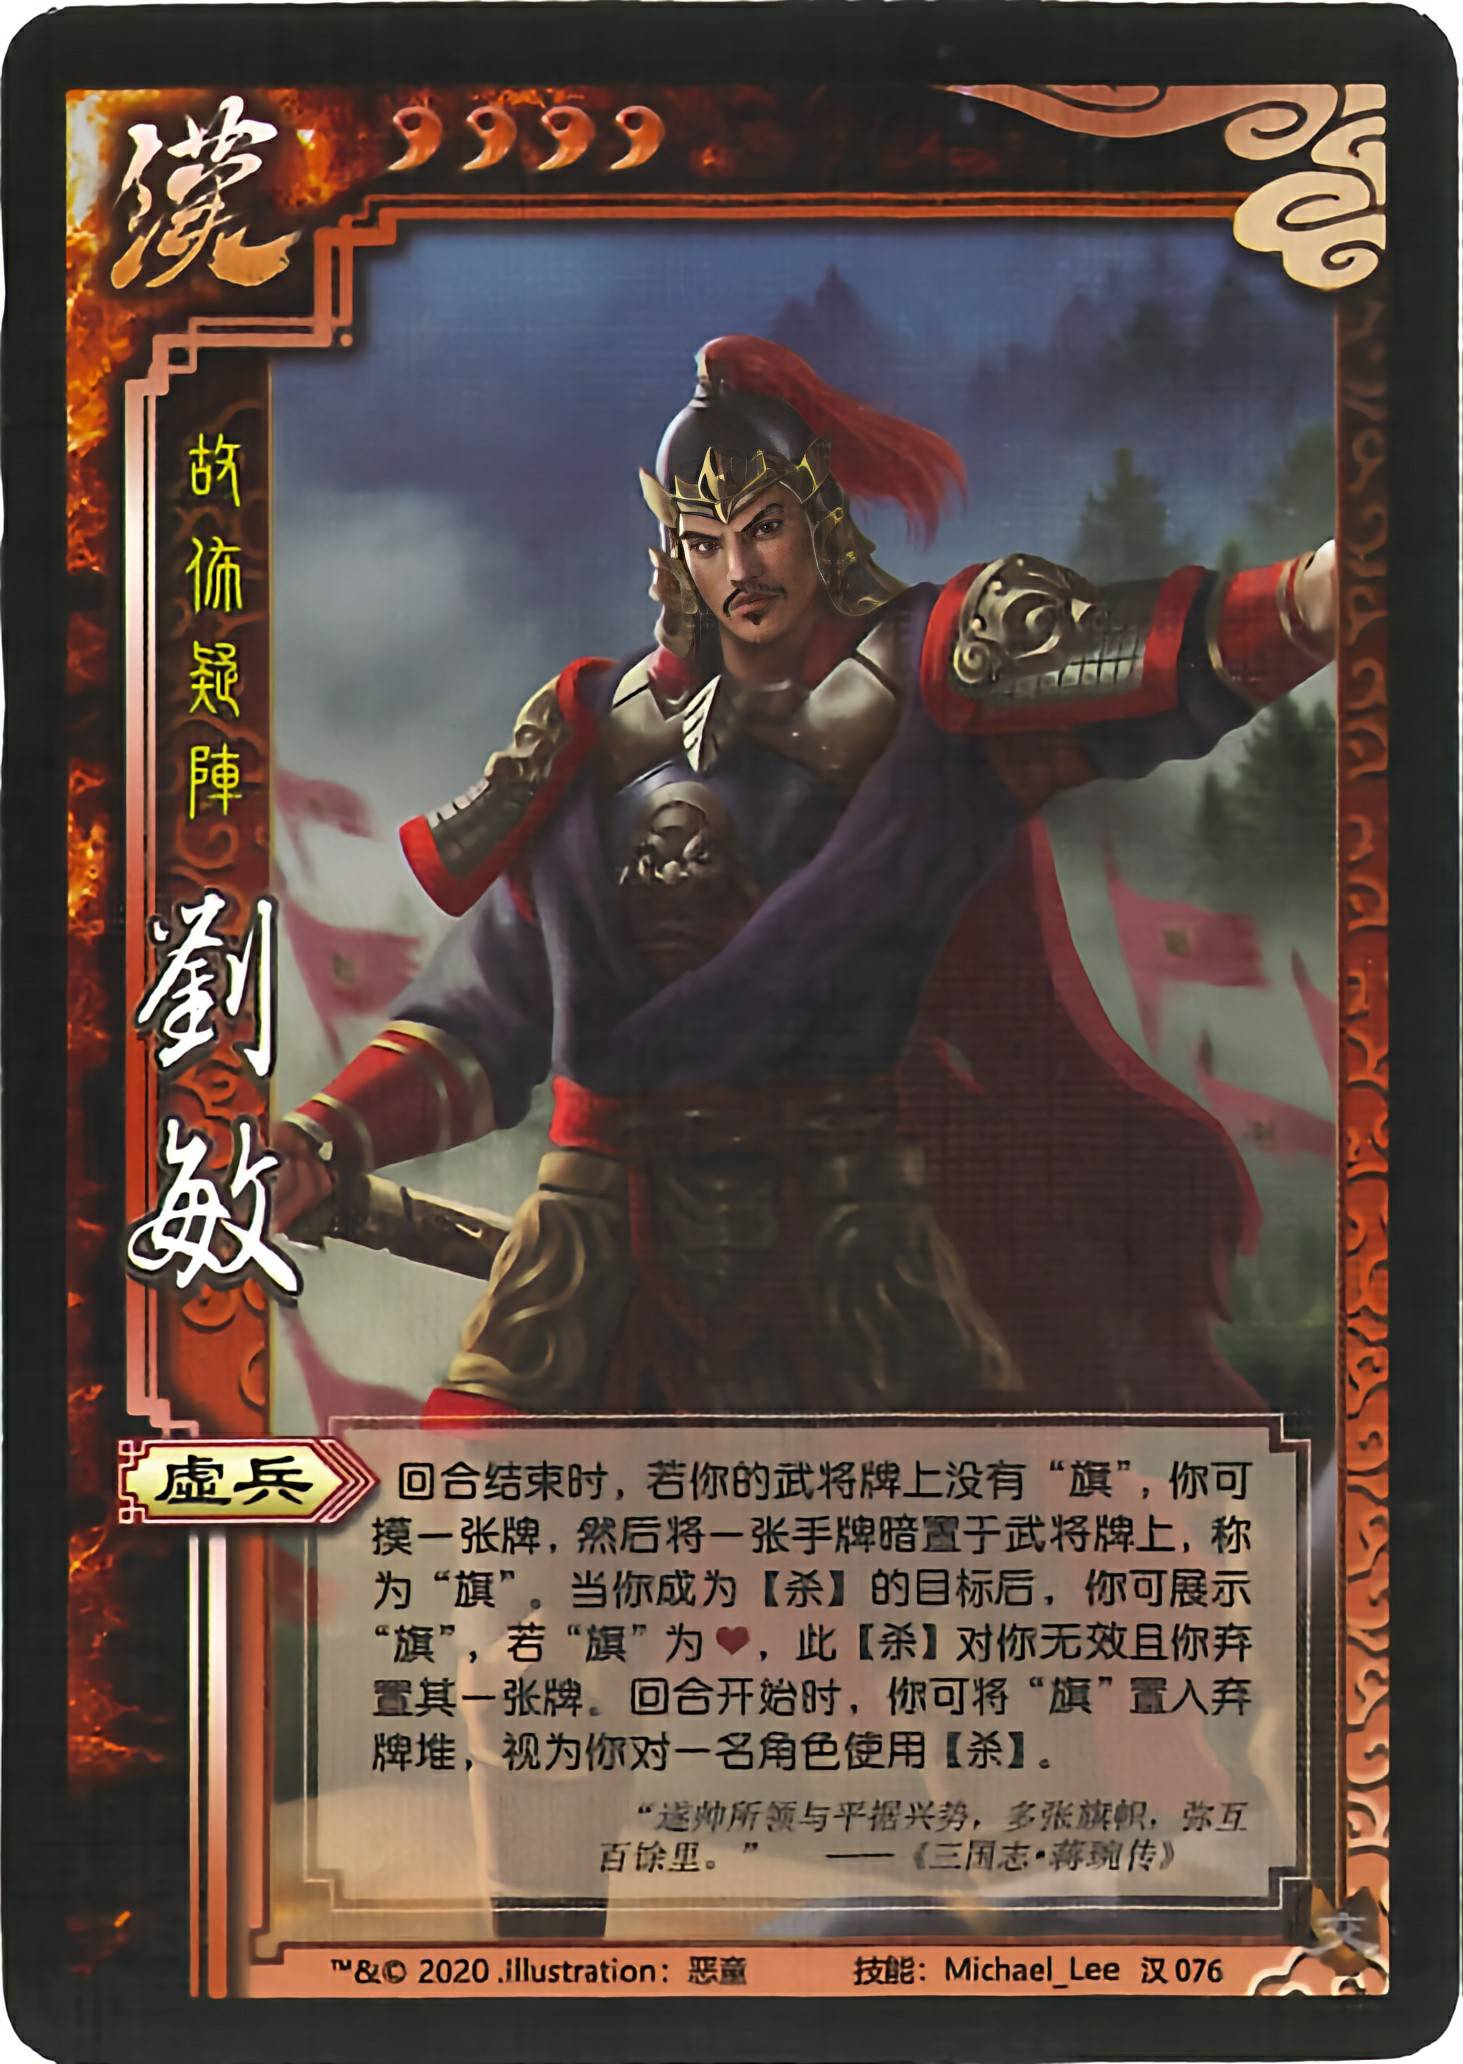 漢
故佈疑陣
劉敏
虛兵
回合结束时，若你的武将牌上没有“旗”，你可
摸一张牌，然后将一张手牌暗置于武将牌上，称
为“旗”。当你成为【杀】的目标后，你可展示
“旗”，若“旗”为♥，此【杀】对你无效且你弃
置其一张牌。回合开始时，你可将“旗”置入弃
牌堆，视为你对一名角色使用【杀】。
“遂帅所领与平据兴势，多张旗帜，弥互
百馀里。”——《三国志•蒋琬传》
™&© 2020 .illustration：恶童 技能：Michael_Lee 汉 076